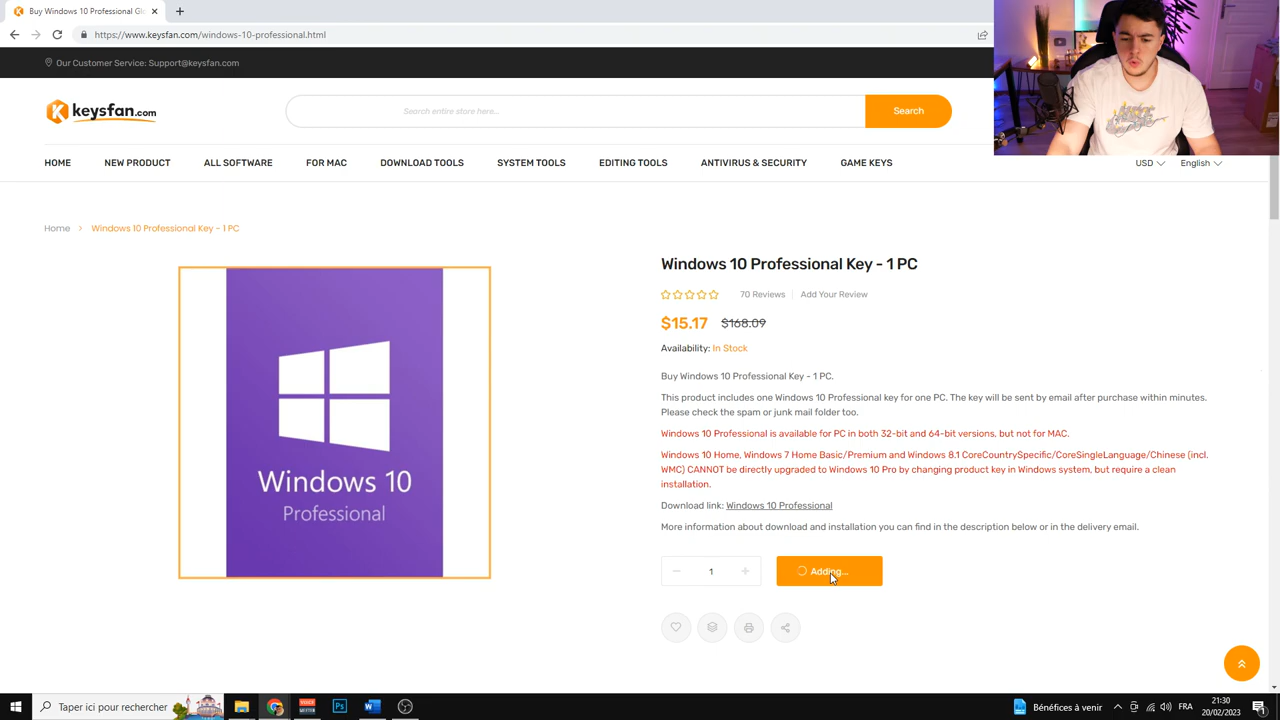 Buy Windows 10 Professional Gl
https://www.keysfan.com/windows-10-professional.html
Our Customer Service: Support@keysfan.com
keysfan.com
Search entire store here...
Search
HOME
NEW PRODUCT
ALL SOFTWARE
FOR MAC
DOWNLOAD TOOLS
SYSTEM TOOLS
EDITING TOOLS
ANTIVIRUS & SECURITY
GAME KEYS
USD
English
Home > Windows 10 Professional Key - 1 PC
Windows 10
Professional
Windows 10 Professional Key - 1 PC
70 Reviews
Add Your Review
$15.17 $168.09
Availability: In Stock
Buy Windows 10 Professional Key - 1 PC.
This product includes one Windows 10 Professional key for one PC. The key will be sent by email after purchase within minutes.
Please check the spam or junk mail folder too.
Windows 10 Professional is available for PC in both 32-bit and 64-bit versions, but not for MAC.
Windows 10 Home, Windows 7 Home Basic/Premium and Windows 8.1 CoreCountrySpecific/CoreSingleLanguage/Chinese (incl.
WMC) CANNOT be directly upgraded to Windows 10 Pro by changing product key in Windows system, but require a clean
installation.
Download link: Windows 10 Professional
More information about download and installation you can find in the description below or in the delivery email.
1
Adding...
Taper ici pour rechercher
Ps
W
Bénéfices à venir
FRA
21:30
20/02/2023